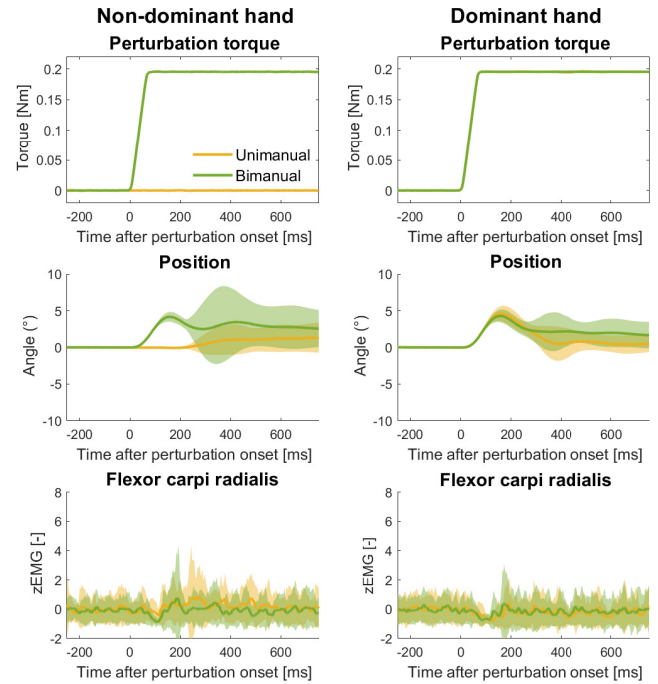 Non-dominant hand
Dominant hand
Perturbation torque
Perturbation torque
Torque [Nm]
0.2
0.15
0.1
0.05
0
Unimanual
Bimanual
-200 0 200 400 600
Time after perturbation onset [ms]
Torque [Nm]
0.2
0.15
0.1
0.05
0
-200 0 200 400 600
Time after perturbation onset [ms]
Position
Angle (°)
10
5
0
-5
-10
-200 0 200 400 600
Time after perturbation onset [ms]
Position
Angle (°)
10
5
0
-5
-10
-200 0 200 400 600
Time after perturbation onset [ms]
Flexor carpi radialis
zEMG [-]
8
6
4
2
0
-2
-200 0 200 400 600
Time after perturbation onset [ms]
Flexor carpi radialis
zEMG [-]
8
6
4
2
0
-2
-200 0 200 400 600
Time after perturbation onset [ms]